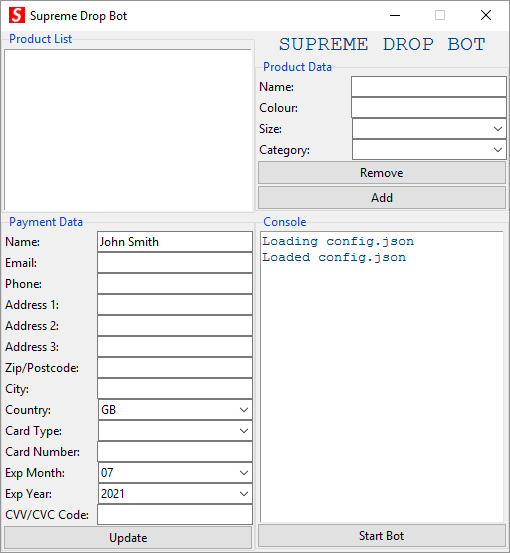 S Supreme Drop Bot
Product List
SUPREME DROP BOT
Product Data
Name:
Colour:
Size:
Category:
Remove
Add
Payment Data
Name: John Smith
Email:
Phone:
Address 1:
Address 2:
Address 3:
Zip/Postcode:
City:
Country: GB
Card Type:
Card Number:
Exp Month: 07
Exp Year: 2021
CVV/CVC Code:
Update
Console
Loading config.json
Loaded config.json
Start Bot